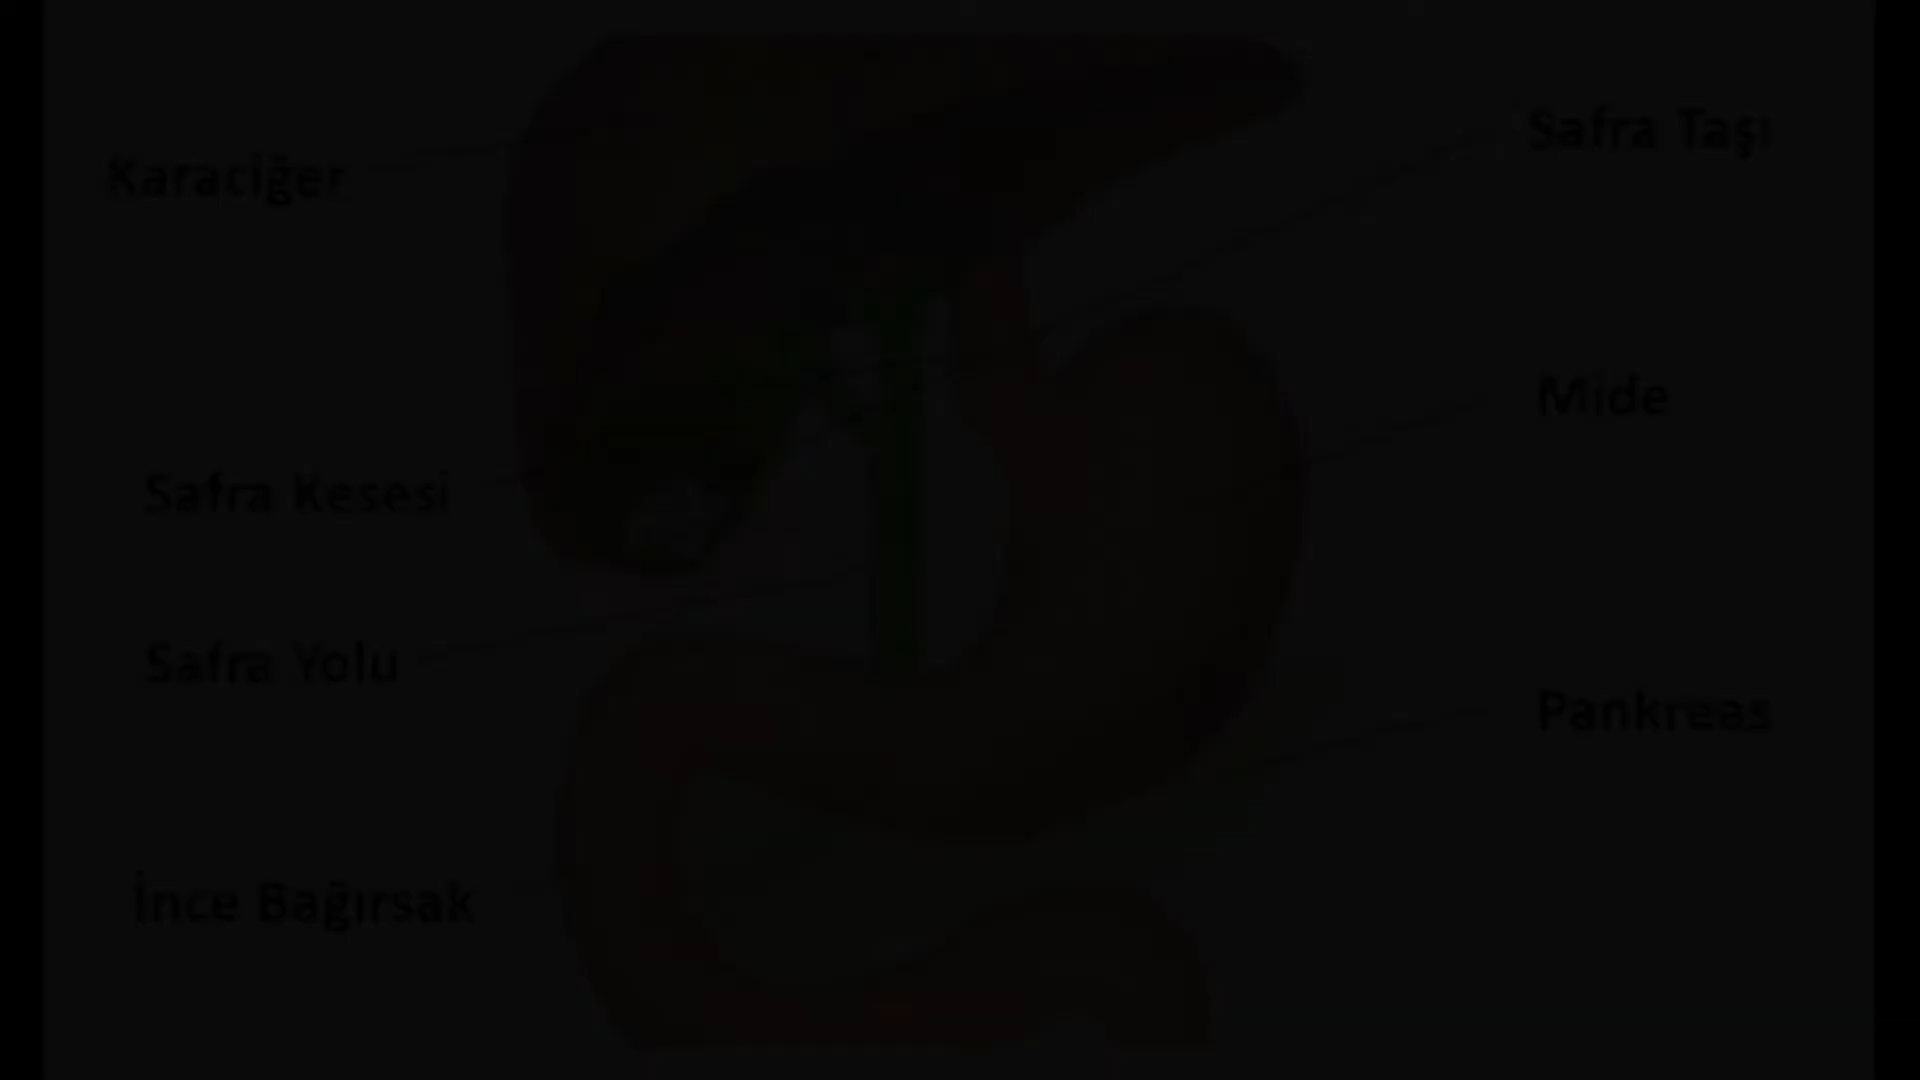 Karaciğer
Safra Taşı
Mide
Safra Kesesi
Safra Yolu
Pankreas
İnce Bağırsak